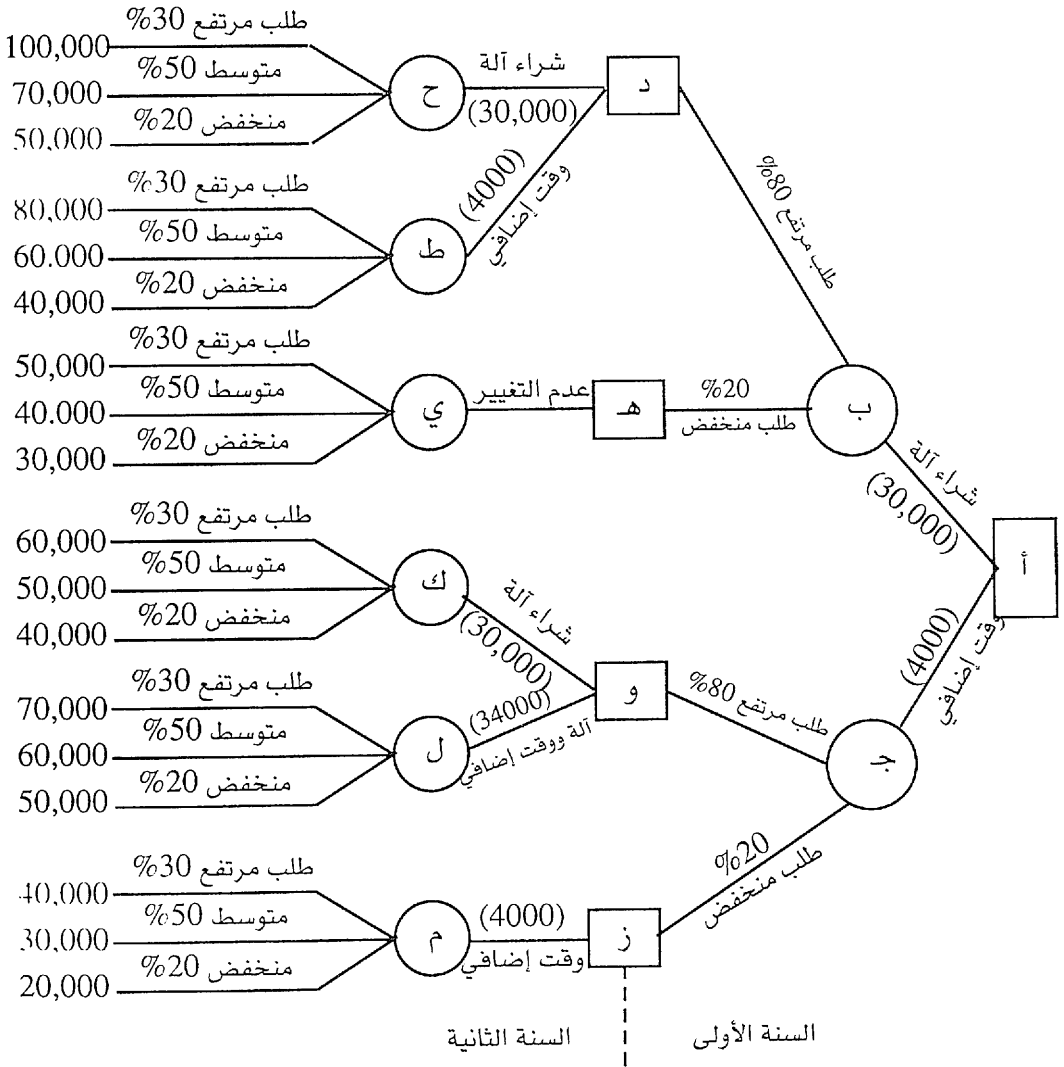 100,000 طلب مرتفع 30%
70,000 متوسط 50%
50,000 منخفض 20%
ح
شراء آلة
(30,000)
د
80,000 طلب مرتفع 30%
60.000 متوسط 50%
40,000 منخفض 20%
ط
(4000)
وقت إضافي
طلب مرتفع 80%
50,000 طلب مرتفع 30%
40.000 متوسط 50%
30,000 منخفض 20%
ي
عدم التغيير
هـ
20%
طلب منخفض
ب
شراء آلة
(30,000)
أ
60,000 طلب مرتفع 30%
50,000 متوسط 50%
40,000 منخفض 20%
ك
شراء آلة
(30,000)
و
70,000 طلب مرتفع 30%
60,000 متوسط 50%
50,000 منخفض 20%
ل
(34000)
آلة ووقت إضافي
طلب مرتفع 80%
جـ
(4000)
وقت إضافي
40,000 طلب مرتفع 30%
30,000 متوسط 50%
20,000 منخفض 20%
م
(4000)
وقت إضافي
ز
20%
طلب منخفض
السنة الأولى
السنة الثانية